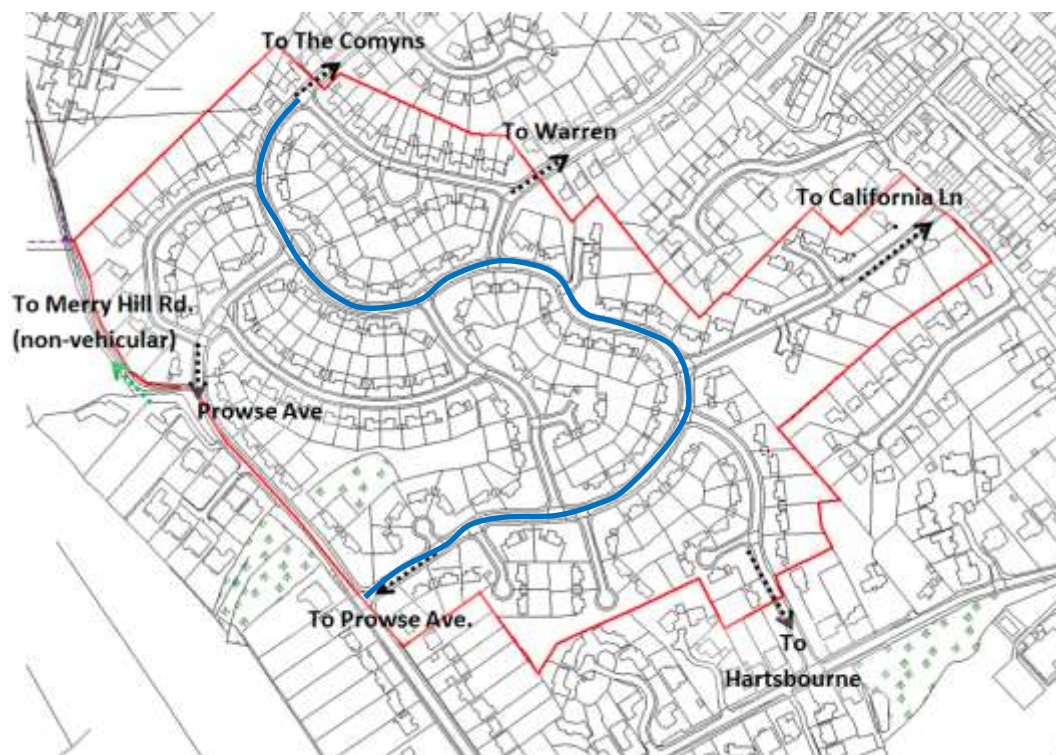 To The Comyns
To Warren
To California Ln
To Merry Hill Rd.
(non-vehicular)
Prowse Ave
To Prowse Ave.
To
Hartsbourne